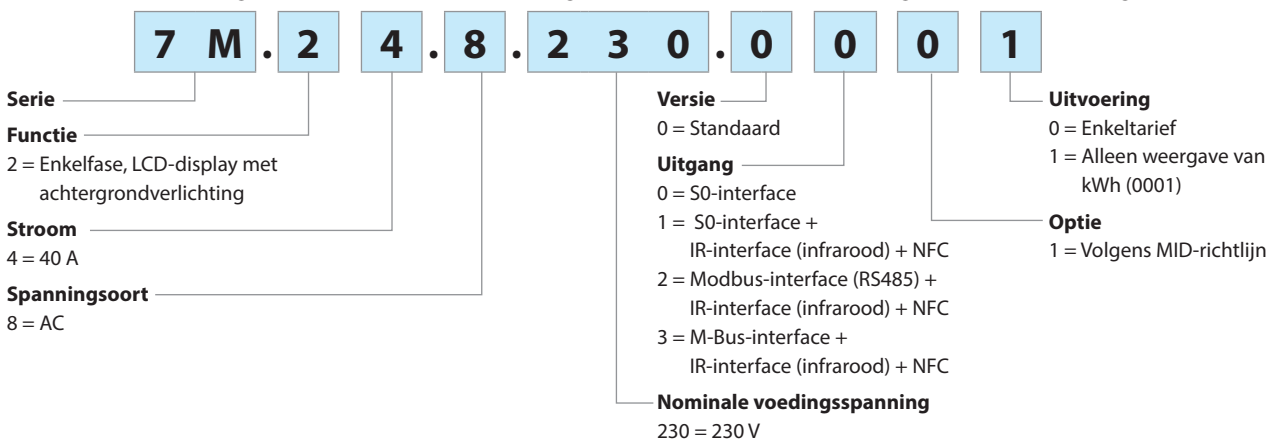 7 M . 2 4 . 8 . 2 3 0 . 0 0 0 1
Serie
Functie
2 = Enkelfase, LCD-display met
achtergrondverlichting
Stroom
4 = 40 A
Spanningsoort
8 = AC
Versie
0 = Standaard
Uitgang
0 = S0-interface
1 = S0-interface +
IR-interface (infrarood) + NFC
2 = Modbus-interface (RS485) +
IR-interface (infrarood) + NFC
3 = M-Bus-interface +
IR-interface (infrarood) + NFC
Nominale voedingsspanning
230 = 230 V
Uitvoering
0 = Enkeltarief
1 = Alleen weergave van
kWh (0001)
Optie
1 = Volgens MID-richtlijn